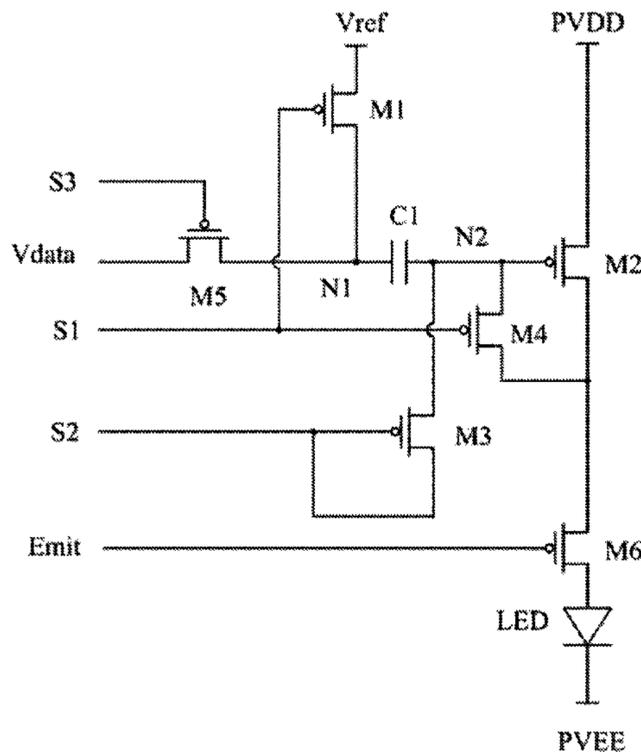 Vref
PVDD
M1
S3
C1
N2
Vdata
M2
N1
M5
S1
M4
S2
M3
Emit
M6
LED
PVEE